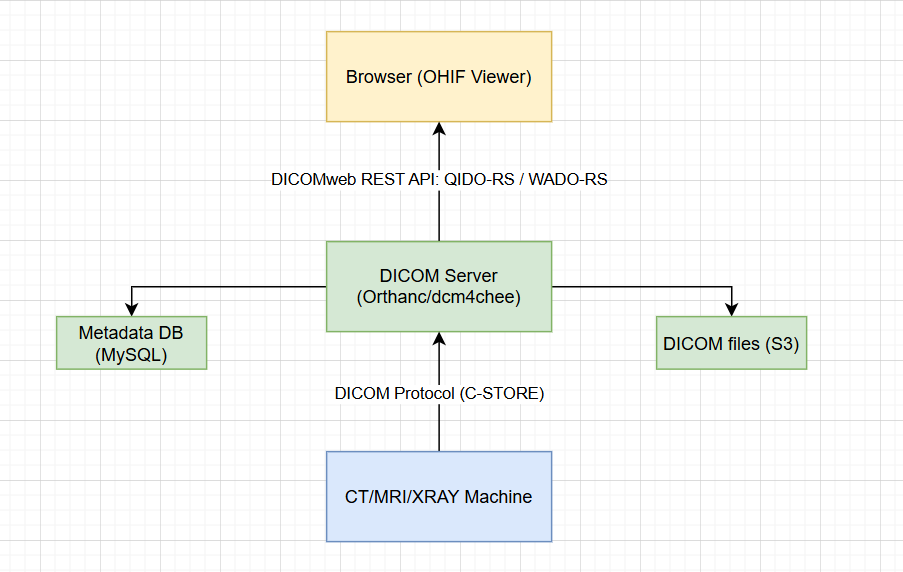 Browser (OHIF Viewer)
DICOMweb REST API: QIDO-RS / WADO-RS
DICOM Server
(Orthanc/dcm4chee)
Metadata DB
(MySQL)
DICOM files (S3)
DICOM Protocol (C-STORE)
CT/MRI/XRAY Machine